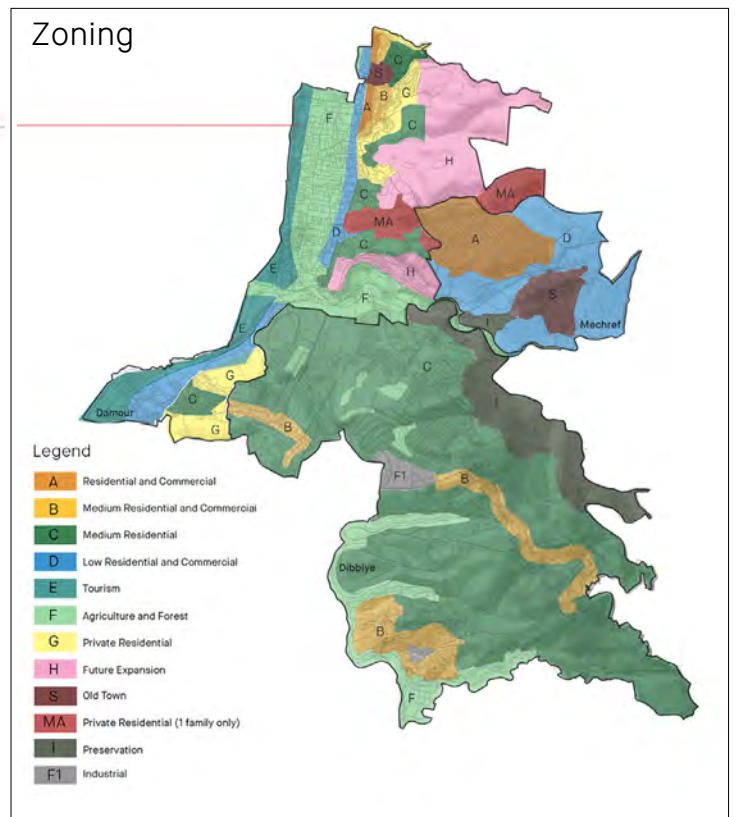 Zoning
S
C
A
B
G
F
C
H
MA
C
MA
A
D
D
C
E
H
S
F
I
Mechref
E
G
C
C
Damour
I
G
B
F1
B
Dibbiye
B
F
Legend
A Residential and Commercial
B Medium Residential and Commercial
C Medium Residential
D Low Residential and Commercial
E Tourism
F Agriculture and Forest
G Private Residential
H Future Expansion
S Old Town
MA Private Residential (1 family only)
I Preservation
F1 Industrial